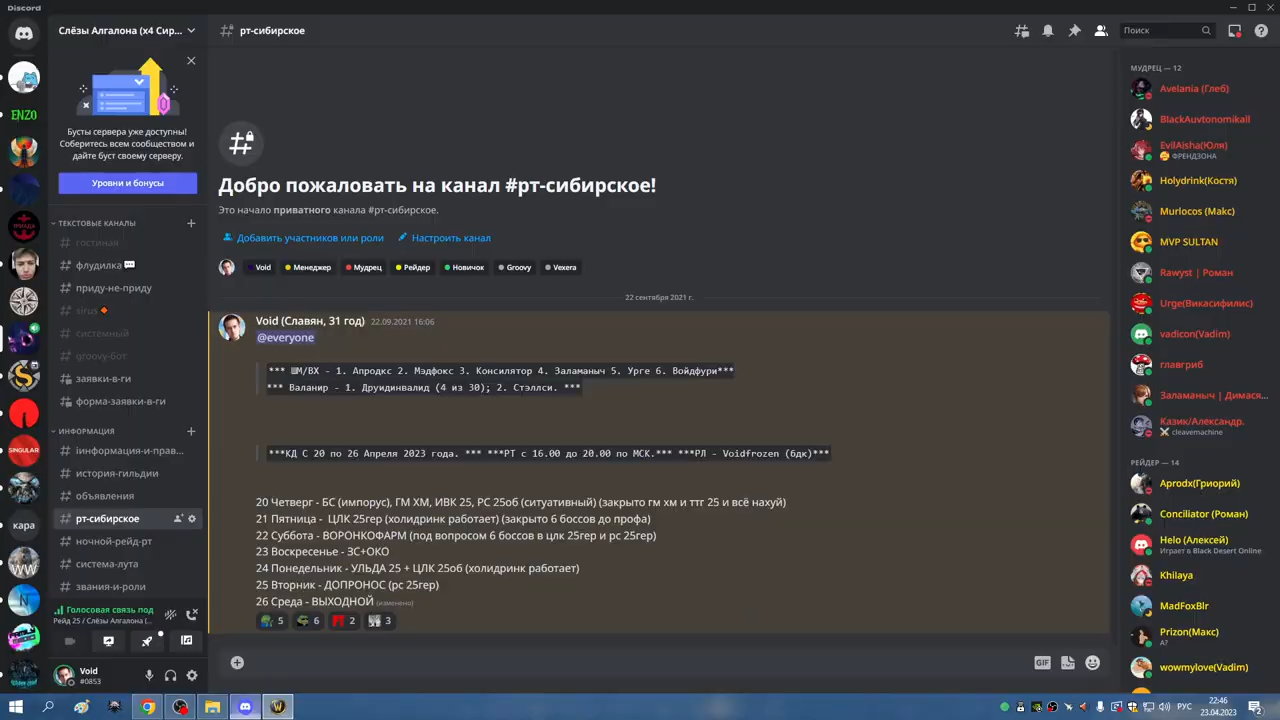 Discord
Слёзы Алгалона (x4 Сир...
рт-сибирское
Поиск
ENZO
ТРИАДА
SINGULAR
кара
Бусты сервера уже доступны!
Соберитесь всем сообществом и
дайте буст своему серверу.
Уровни и бонусы
ТЕКСТОВЫЕ КАНАЛЫ
гостиная
флудилка
приду-не-приду
sirus
системный
groovy-бот
заявки-в-ги
форма-заявки-в-ги
ИНФОРМАЦИЯ
информация-и-прав...
история-гильдии
объявления
рт-сибирское
ночной-рейд-рт
система-лута
звания-и-роли
Голосовая связь под
Рейд 25 / Слёзы Алгалона (...
Void
#0853
Добро пожаловать на канал #рт-сибирское!
Это начало приватного канала #рт-сибирское.
Добавить участников или роли
Настроить канал
Void
Менеджер
Мудрец
Рейдер
Новичок
Groovy
Vexera
22 сентября 2021 г.
Void (Славян, 31 год) 22.09.2021 16:06
@everyone
*** ШМ/ВХ - 1. Апродкс 2. Мэдфокс 3. Консилятор 4. Заламаныч 5. Урге 6. Войдфури***
*** Валанир - 1. Друидинвалид (4 из 30); 2. Стэллси. ***
***КД С 20 по 26 Апреля 2023 года. *** ***РТ с 16.00 до 20.00 по МСК.*** ***РЛ - Voidfrozen (бдк)***
20 Четверг - БС (импорус), ГМ ХМ, ИВК 25, РС 25об (ситуативный) (закрыто гм хм и ттг 25 и всё нахуй)
21 Пятница - ЦЛК 25гер (холидринк работает) (закрыто 6 боссов до профа)
22 Суббота - ВОРОНКОФАРМ (под вопросом 6 боссов в цлк 25гер и рс 25гер)
23 Воскресенье - ЗС+ОКО
24 Понедельник - УЛЬДА 25 + ЦЛК 25об (холидринк работает)
25 Вторник - ДОПРОНОС (рс 25гер)
26 Среда - ВЫХОДНОЙ (изменено)
5
6
2
3
GIF
МУДРЕЦ — 12
Avelania (Глеб)
BlackAuvtonomikall
EvilAisha(Юля)
ФРЕНДЗОНА
Holydrink(Костя)
Murlocos (Макс)
MVP SULTAN
Rawyst | Роман
Urge(Викасифилис)
vadicon(Vadim)
главгриб
Заламаныч | Димася...
Казик/Александр.
cleavemachine
РЕЙДЕР — 14
Aprodx(Гриорий)
Conciliator (Роман)
Helo (Алексей)
Играет в Black Desert Online
Khilaya
MadFoxBlr
Prizon(Макс)
А?
wowmylove(Vadim)
РУС
22:46
23.04.2023
2